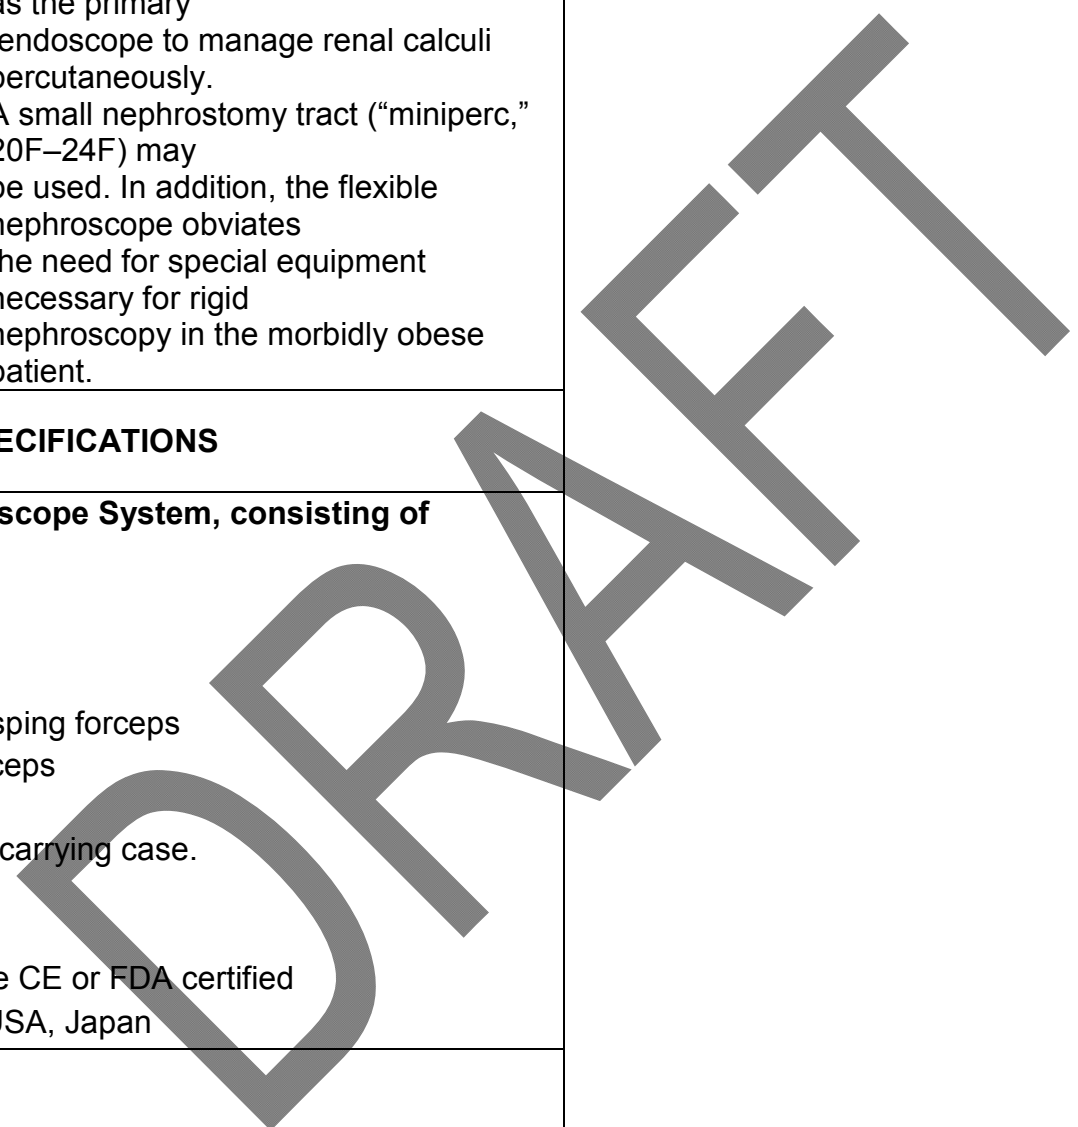 as the primary
endoscope to manage renal calculi
percutaneously.
A small nephrostomy tract (“miniperc,”
20F–24F) may
be used. In addition, the flexible
nephroscope obviates
the need for special equipment
necessary for rigid
nephroscopy in the morbidly obese
patient.
ECIFICATIONS
scope System, consisting of
sping forceps
ceps
carrying case.
e CE or FDA certified
USA, Japan
DRAFT